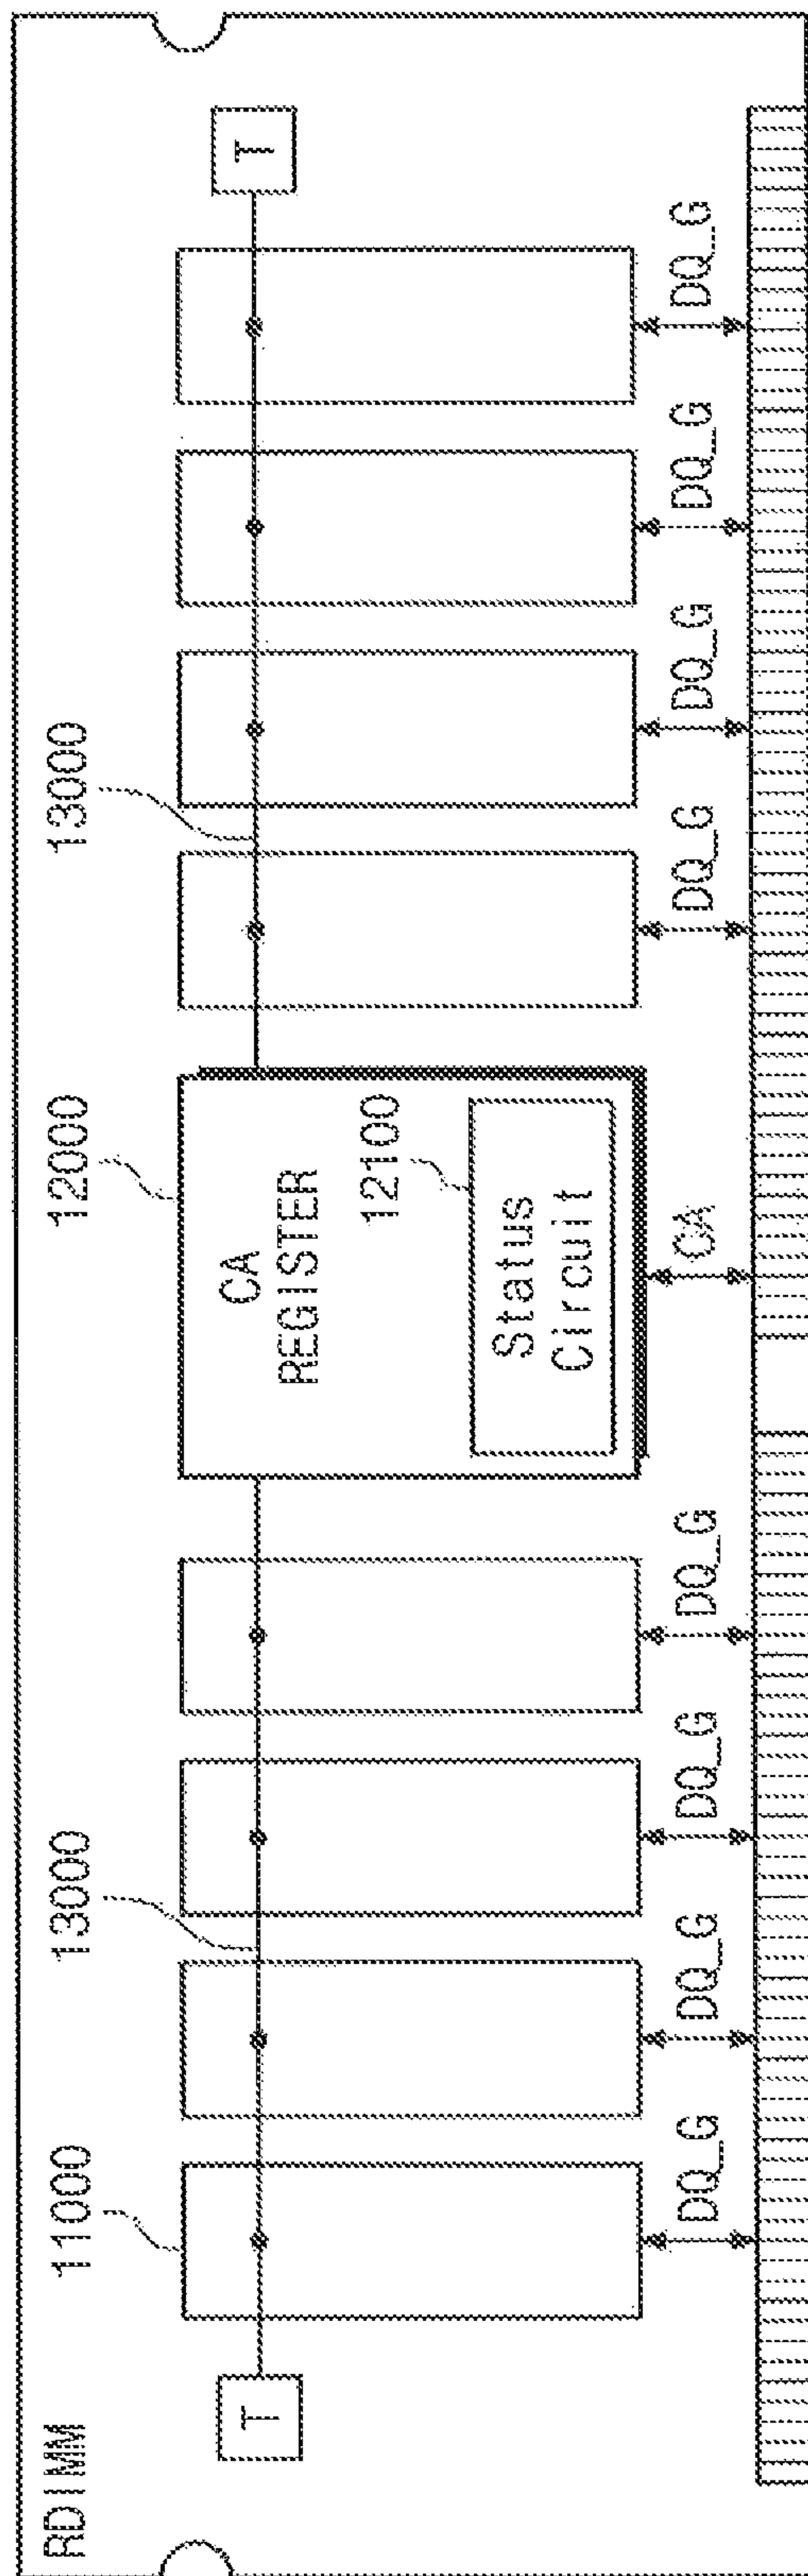 RDIMM
11000
13000
12000
13000
T
T
CA
REGISTER
12100
Status
Circuit
DQ_G
DQ_G
DQ_G
DQ_G
CA
DQ_G
DQ_G
DQ_G
DQ_G